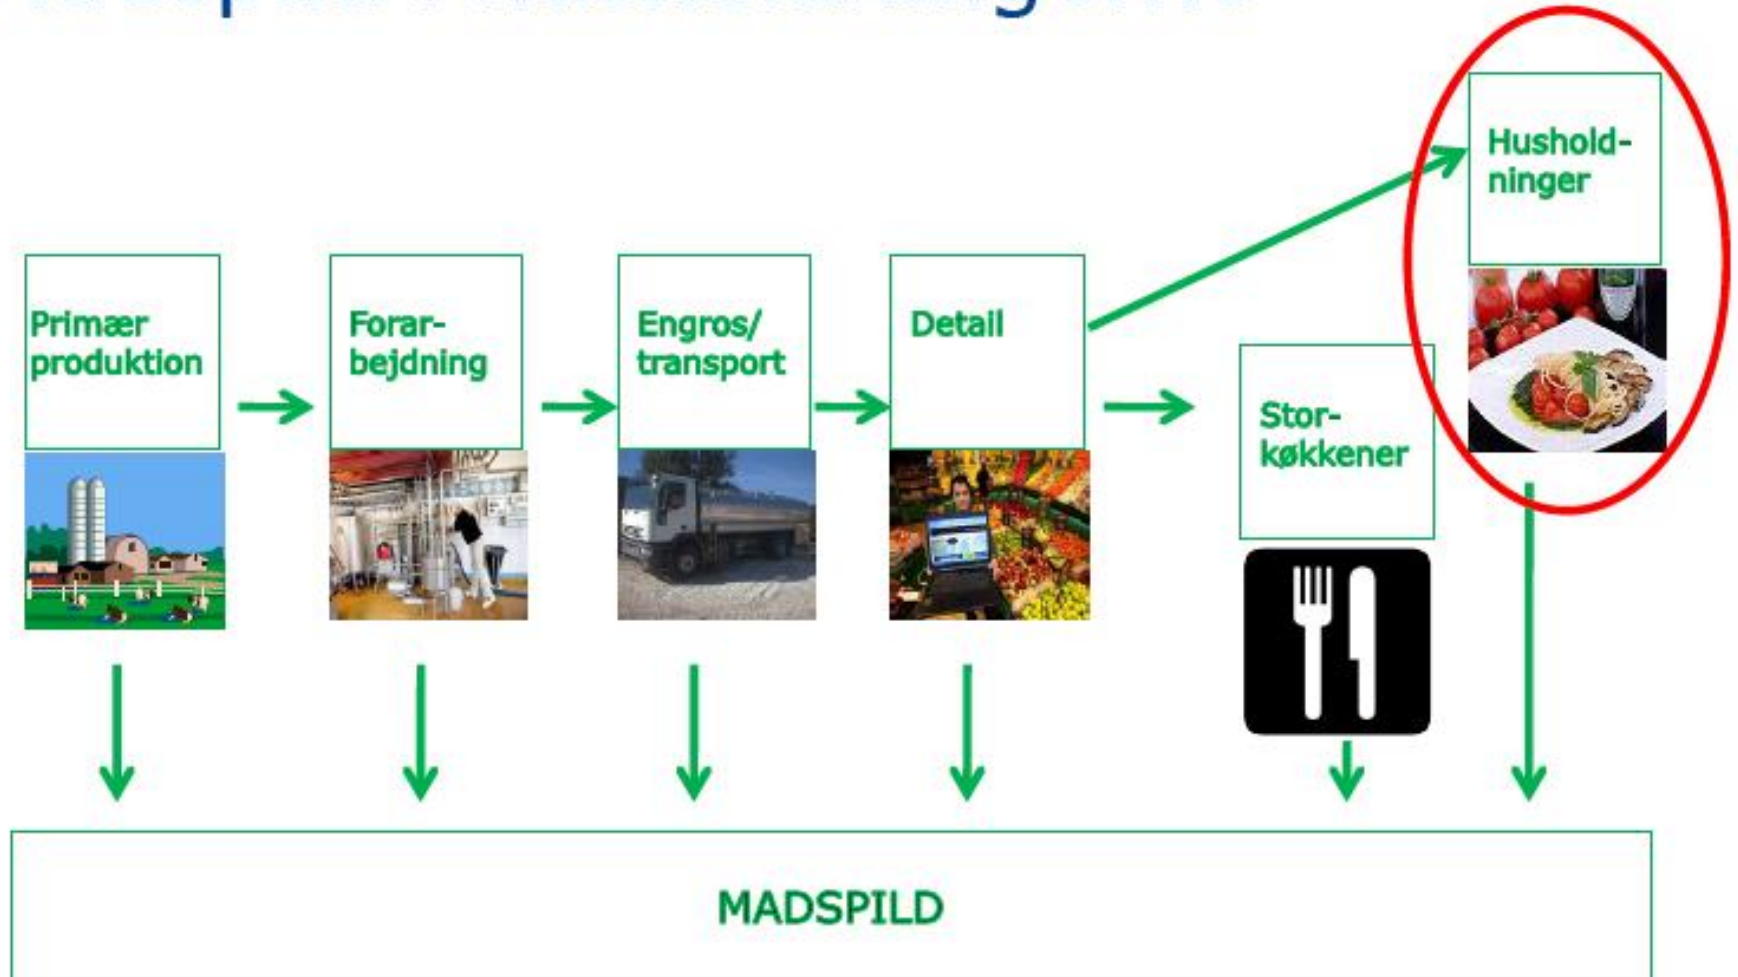 Hushold-
ninger
Primær
produktion
Forar-
bejdning
Engros/
transport
Detail
Stor-
køkkener
MADSPILD